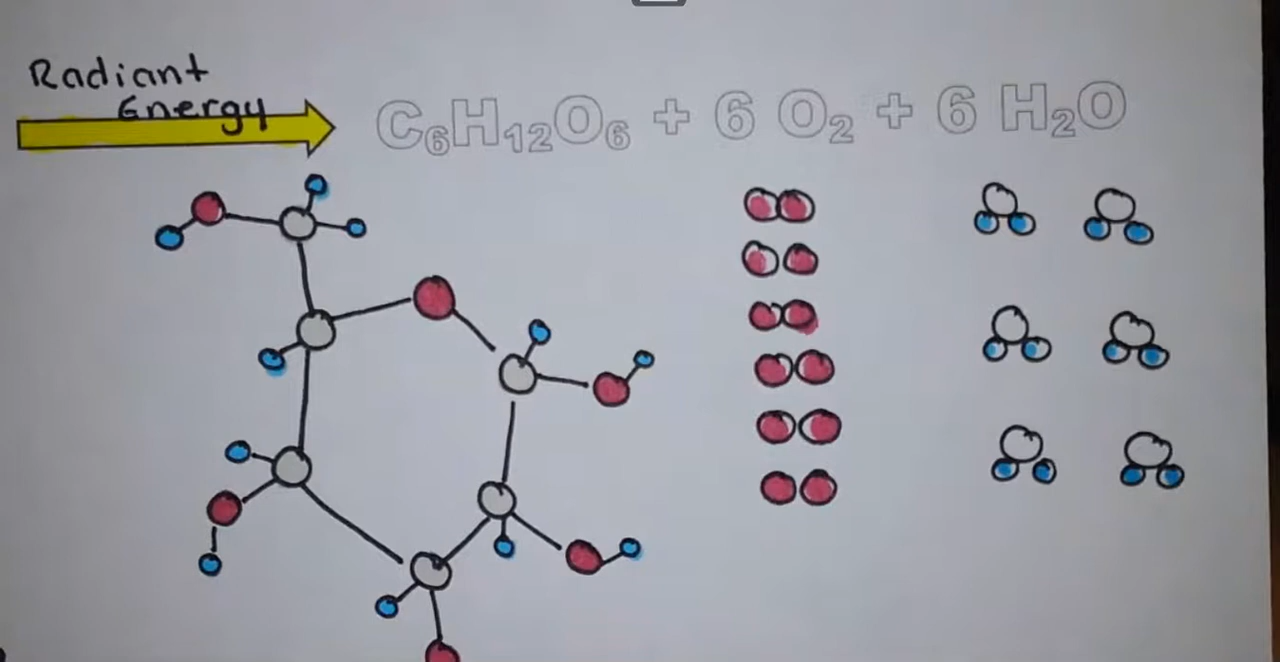 Radiant
Energy
C₆H₁₂O₆ + 6 O₂ + 6 H₂O